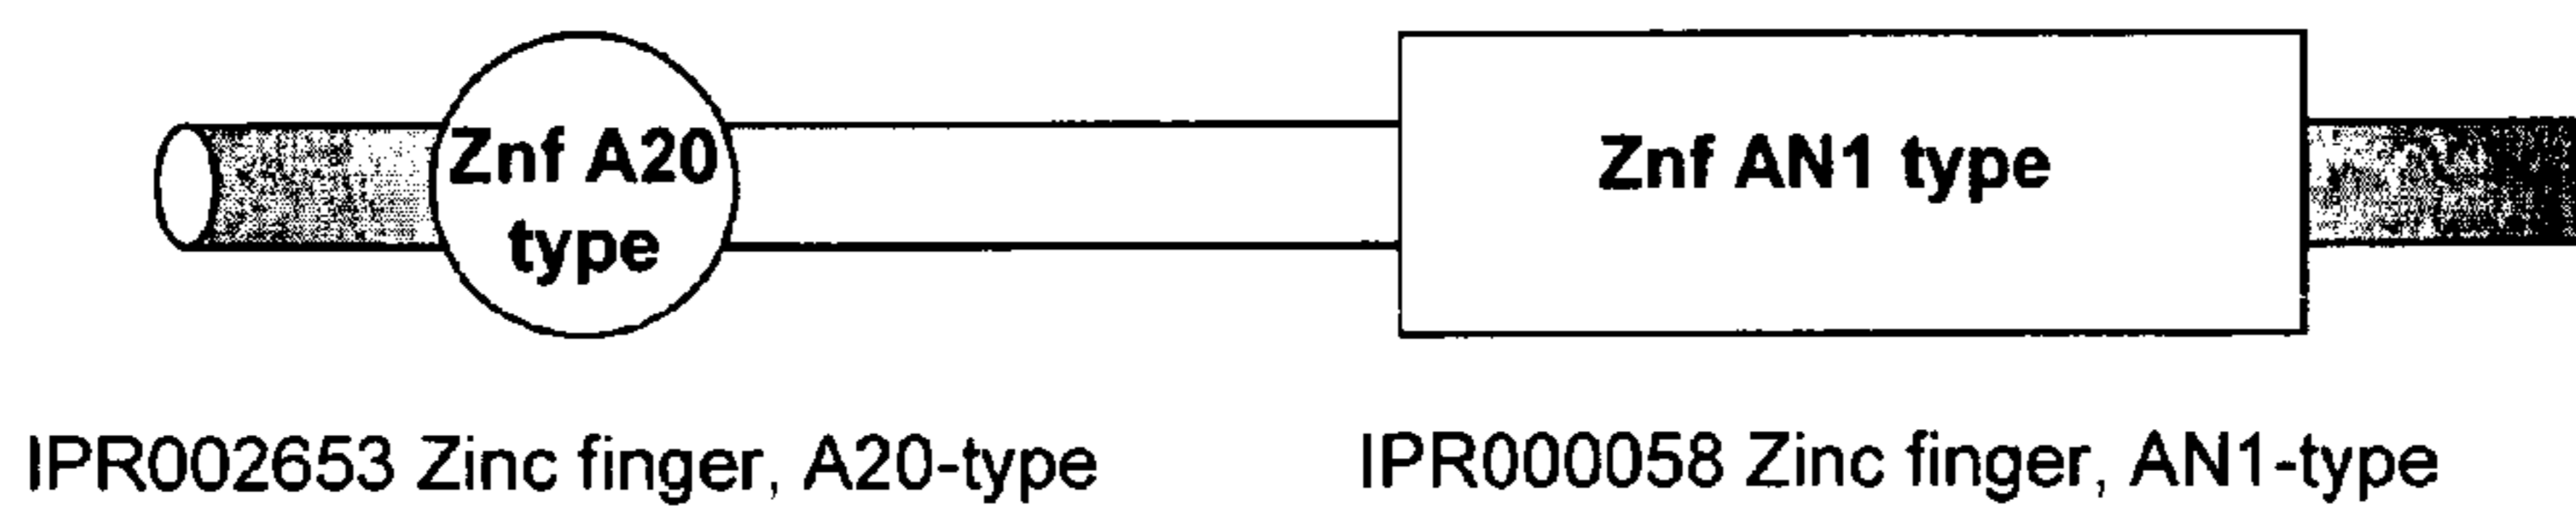 Znf A20
type
Znf AN1 type
IPR002653 Zinc finger, A20-type
IPR000058 Zinc finger, AN1-type